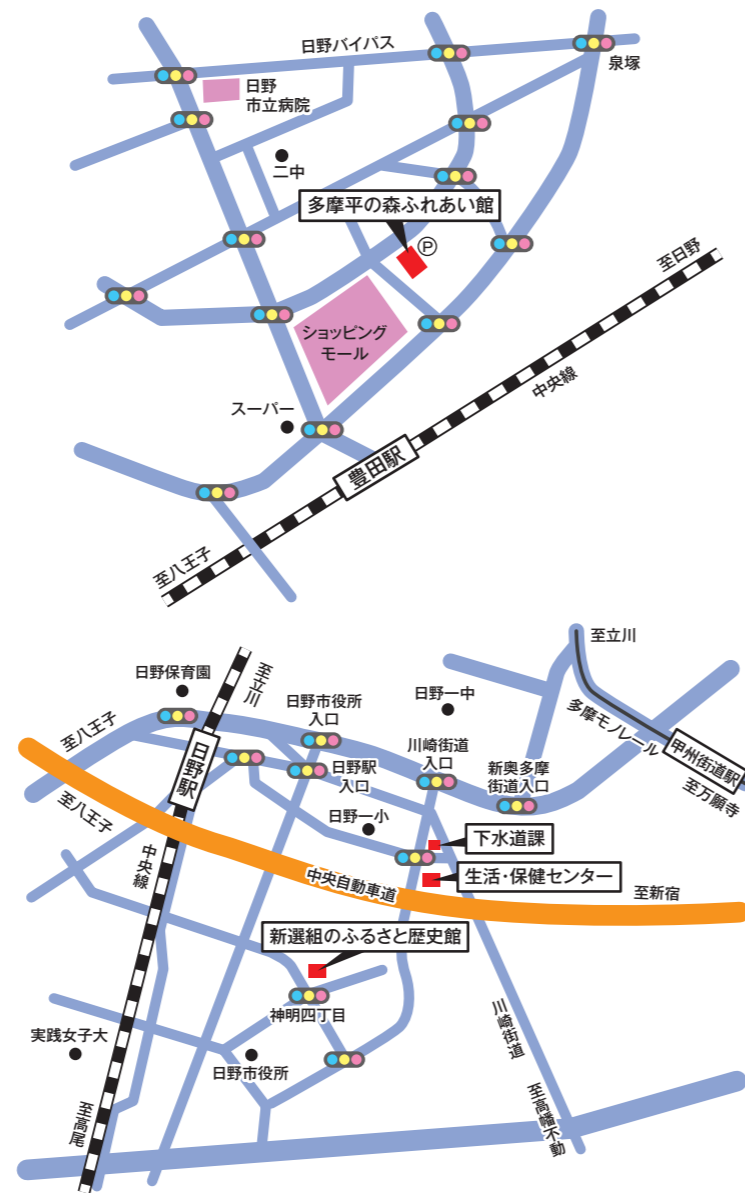 日野バイパス
泉塚
日野
市立病院
二中
多摩平の森ふれあい館
P
至日野
ショッピング
モール
中央線
スーパー
豊田駅
至八王子
至立川
日野保育園
至立川
日野一中
日野市役所
入口
多摩モノレール
甲州街道駅
至八王子
川崎街道
入口
日野駅
日野駅
入口
新奥多摩
街道入口
至万願寺
至八王子
日野一小
下水道課
中央線
中央自動車道
生活・保健センター
至新宿
新選組のふるさと歴史館
神明四丁目
川崎街道
実践女子大
日野市役所
至高尾
至高幡不動